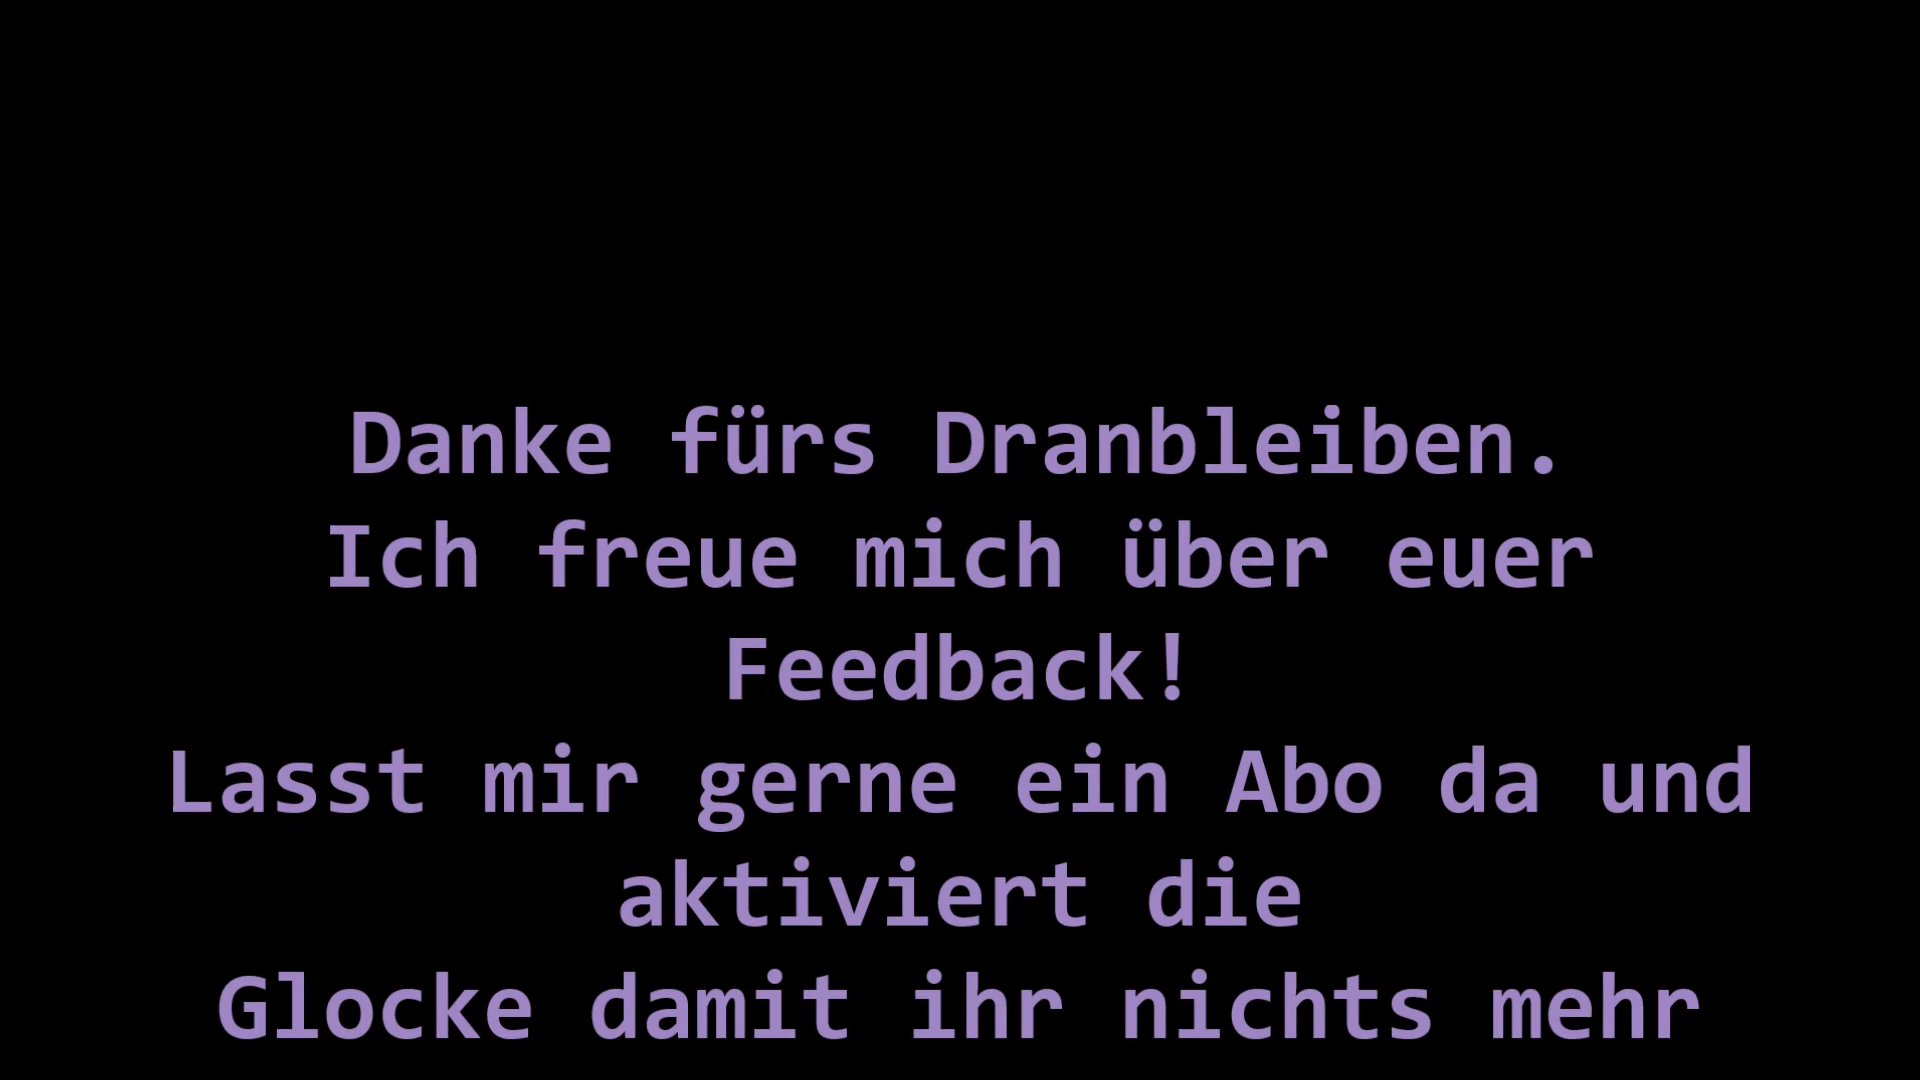 Danke fürs Dranbleiben.
Ich freue mich über euer
Feedback!
Lasst mir gerne ein Abo da und
aktiviert die
Glocke damit ihr nichts mehr